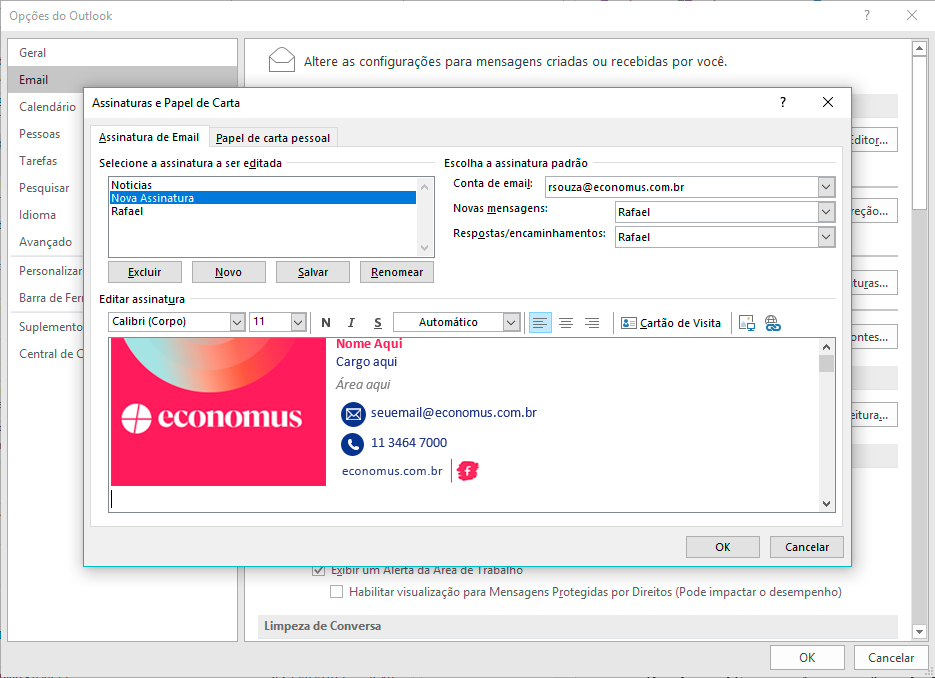 Opções do Outlook
?
Geral
Email
Calendário
Pessoas
Tarefas
Pesquisar
Idioma
Avançado
Personalizar
Barra de
Suplemento
Central de
Altere as configurações para mensagens criadas ou recebidas por você.
Editor...
Assinaturas e Papel de Carta
?
Assinatura de Email
Papel de carta pessoal
Selecione a assinatura a ser editada
Noticias
Nova Assinatura
Rafael
Excluir
Novo
Salvar
Renomear
Escolha a assinatura padrão
Conta de email: rsouza@economus.com.br
Novas mensagens: Rafael
Respostas/encaminhamentos: Rafael
Editar assinatura
Calibri (Corpo)
11
N
I
S
Automático
Cartão de Visita
economus
Nome Aqui
Cargo aqui
Área aqui
seuemail@economus.com.br
11 3464 7000
economus.com.br
f
OK
Cancelar
Exibir um Alerta da Área de Trabalho
Habilitar visualização para Mensagens Protegidas por Direitos (Pode impactar o desempenho)
Limpeza de Conversa
OK
Cancelar